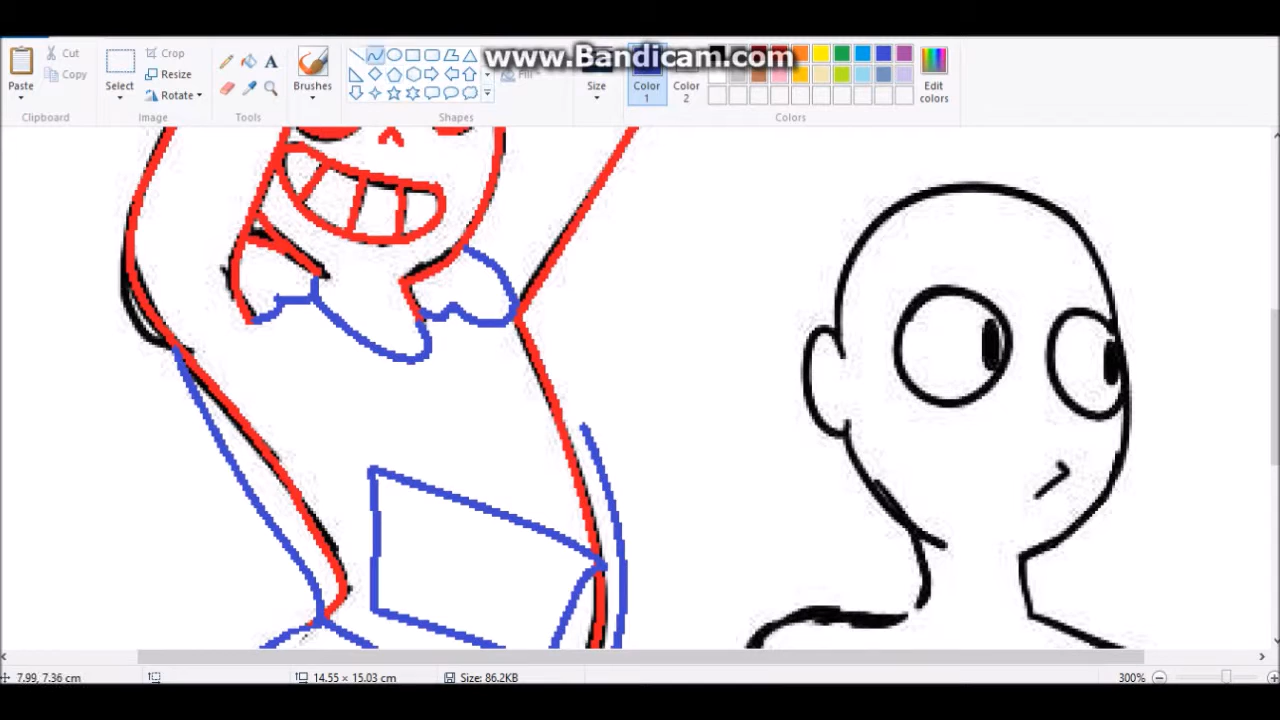 www.Bandicam.com
Paste
Cut
Copy
Clipboard
Select
Crop
Resize
Rotate
Image
A
Tools
Brushes
Shapes
Fill
Size
Color 1
Color 2
Edit colors
Colors
7.99, 7.36 cm
14.55 × 15.03 cm
Size: 86.2KB
300%